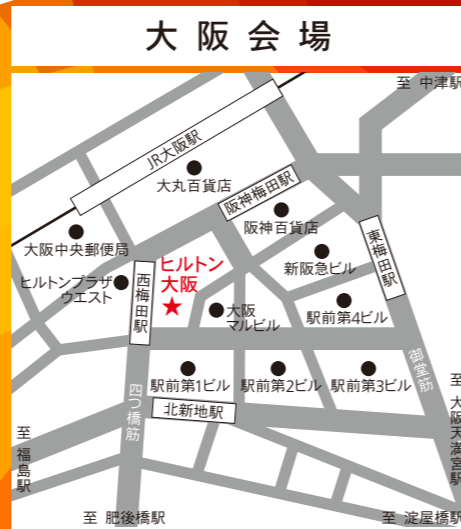 大阪会場
至 中津駅
JR大阪駅
大丸百貨店
阪神梅田駅
阪神百貨店
東梅田駅
大阪中央郵便局
ヒルトン
大阪
新阪急ビル
ヒルトンプラザ
ウエスト
西梅田駅
大阪
マルビル
駅前第4ビル
御堂筋
駅前第1ビル
駅前第2ビル
駅前第3ビル
四つ橋筋
北新地駅
至 大阪天満宮駅
至 福島駅
至 肥後橋駅
至 淀屋橋駅